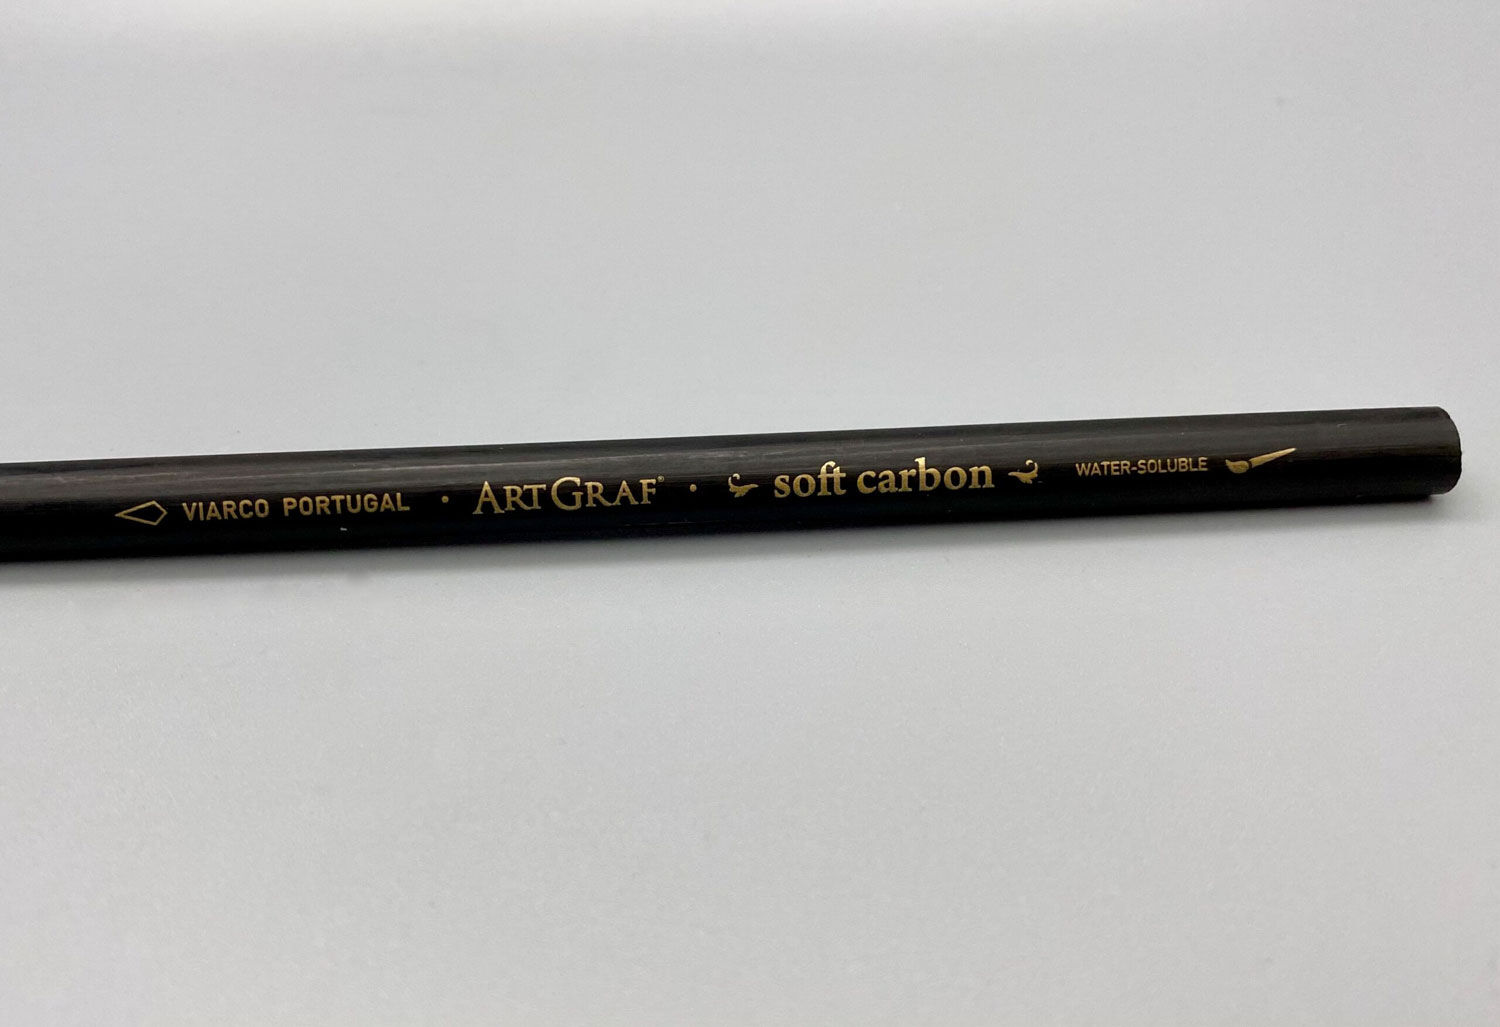 VIARCO PORTUGAL • ARTGRAF® • soft carbon WATER-SOLUBLE